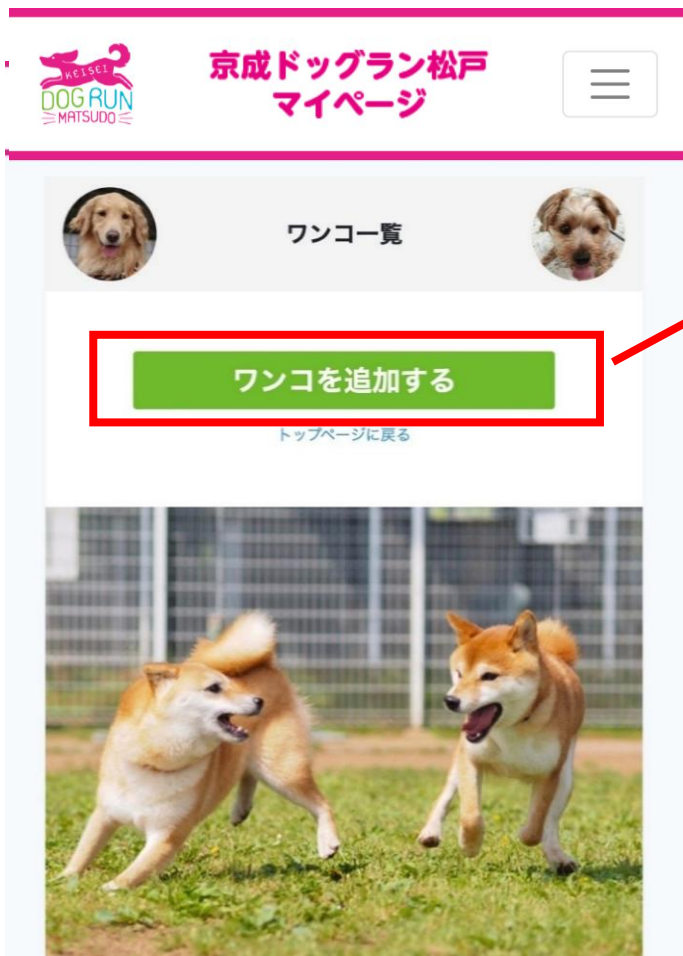 KEISEI
DOG RUN
MATSUDO
京成ドッグラン松戸
マイページ
ワンコ一覧
ワンコを追加する
トップページに戻る